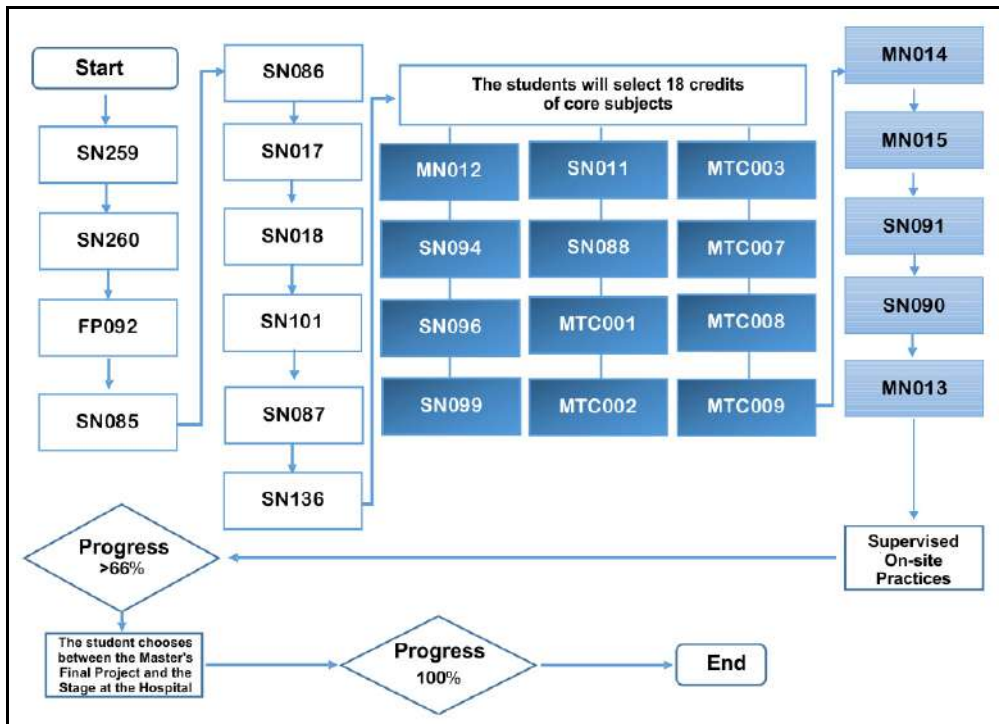 Start
SN259
SN260
FP092
SN085
SN086
SN017
SN018
SN101
SN087
SN136
The students will select 18 credits
of core subjects
MN012
SN094
SN096
SN099
SN011
SN088
MTC001
MTC002
MTC003
MTC007
MTC008
MTC009
MN014
MN015
SN091
SN090
MN013
Supervised
On-site
Practices
Progress
>66%
The student chooses
between the Master's
Final Project and the
Stage at the Hospital
Progress
100%
End